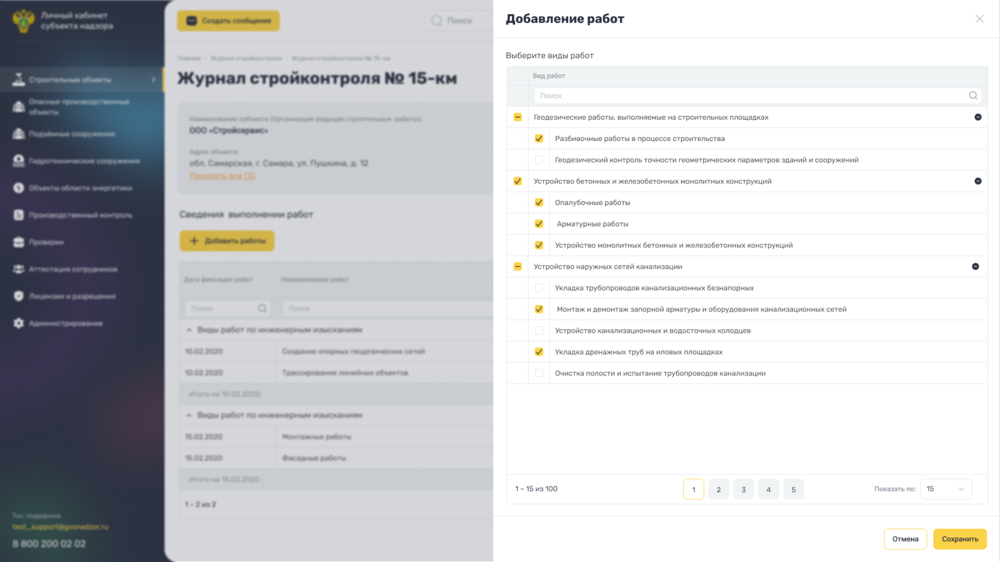 Личный кабинет
субъекта надзора
Строительные объекты
Опасные производственные
объекты
Подъёмные сооружения
Гидротехнические сооружения
Объекты области энергетики
Производственный контроль
Проверки
Аттестация сотрудников
Лицензии и разрешения
Администрирование
Тех. поддержка:
test_support@gosnadzor.ru
8 800 200 02 02
Создать сообщение
Поиск
Главная - Журнал стройконтроля - Журнал стройконтроля № 15-км
Журнал стройконтроля № 15-км
Наименование субъекта (Организация ведущая строительные работы):
ООО «Стройсервис»
Адрес объекта:
обл. Самарская, г. Самара, ул. Пушкина, д. 12
Показать все (3)
Сведения выполнении работ
Добавить работы
Дата фиксации работ
Наименование работ
Поиск
Поиск
Виды работ по инженерным изысканиям
10.02.2020 Создание опорных геодезических сетей
10.02.2020 Трассирование линейных объектов
Итого на 10.02.2020:
Виды работ по инженерным изысканиям
15.02.2020 Монтажные работы
15.02.2020 Фасадные работы
Итого на 15.02.2020 :
1 – 2 из 2
Добавление работ
Выберите виды работ
Вид работ
Поиск
Геодезические работы, выполняемые на строительных площадках
Разбивочные работы в процессе строительства
Геодезический контроль точности геометрических параметров зданий и сооружений
Устройство бетонных и железобетонных монолитных конструкций
Опалубочные работы
Арматурные работы
Устройство монолитных бетонных и железобетонных конструкций
Устройство наружных сетей канализации
Укладка трубопроводов канализационных безнапорных
Монтаж и демонтаж запорной арматуры и оборудования канализационных сетей
Устройство канализационных и водосточных колодцев
Укладка дренажных труб на иловых площадках
Очистка полости и испытание трубопроводов канализации
1 – 15 из 100
1 2 3 4 5
Показать по: 15
Отмена
Сохранить